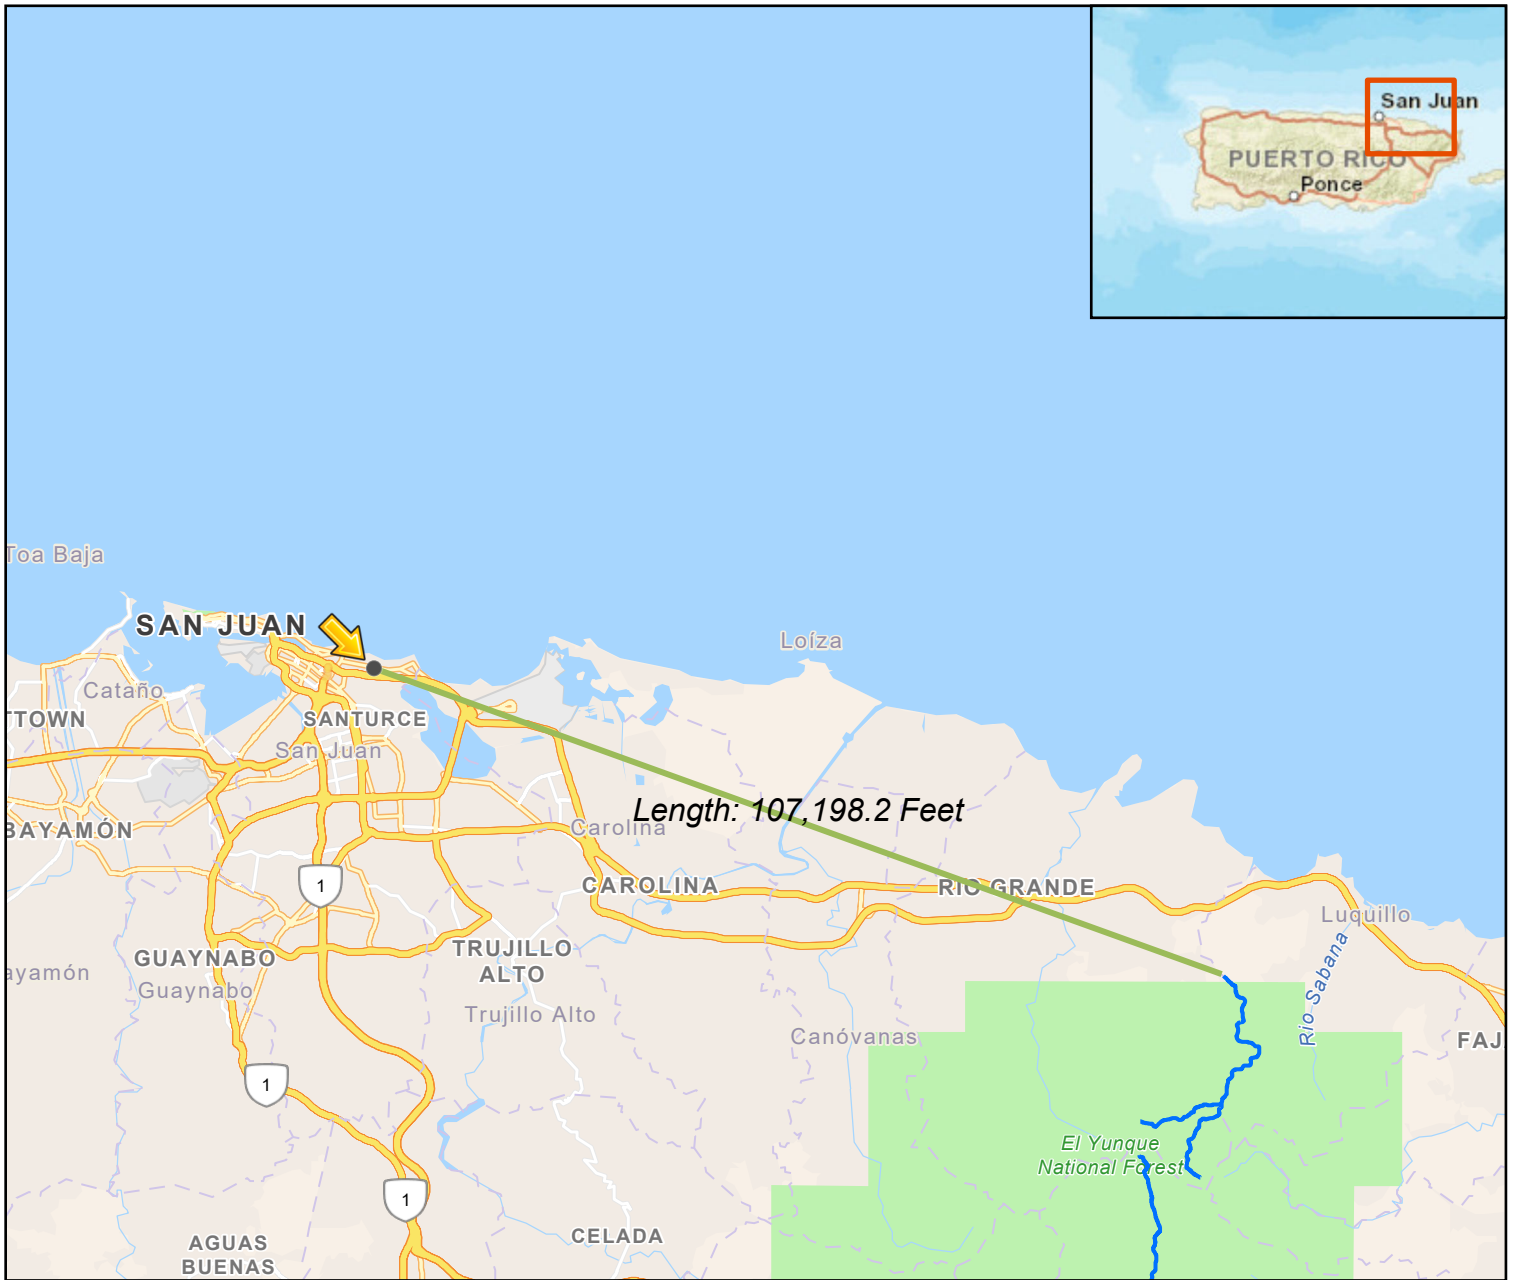 San Juan
PUERTO RICO
Ponce
Toa Baja
SAN JUAN
Loíza
Cataño
TTOWN
SANTURCE
San Juan
Length: 107,198.2 Feet
BAYAMÓN
Carolina
1
CAROLINA
RIO GRANDE
Luquillo
Rio Sabana
GUAYNABO
TRUJILLO
ALTO
ayamón
Guaynabo
Trujillo Alto
Canóvanas
FAJ
1
El Yunque
National Forest
1
AGUAS
BUENAS
CELADA